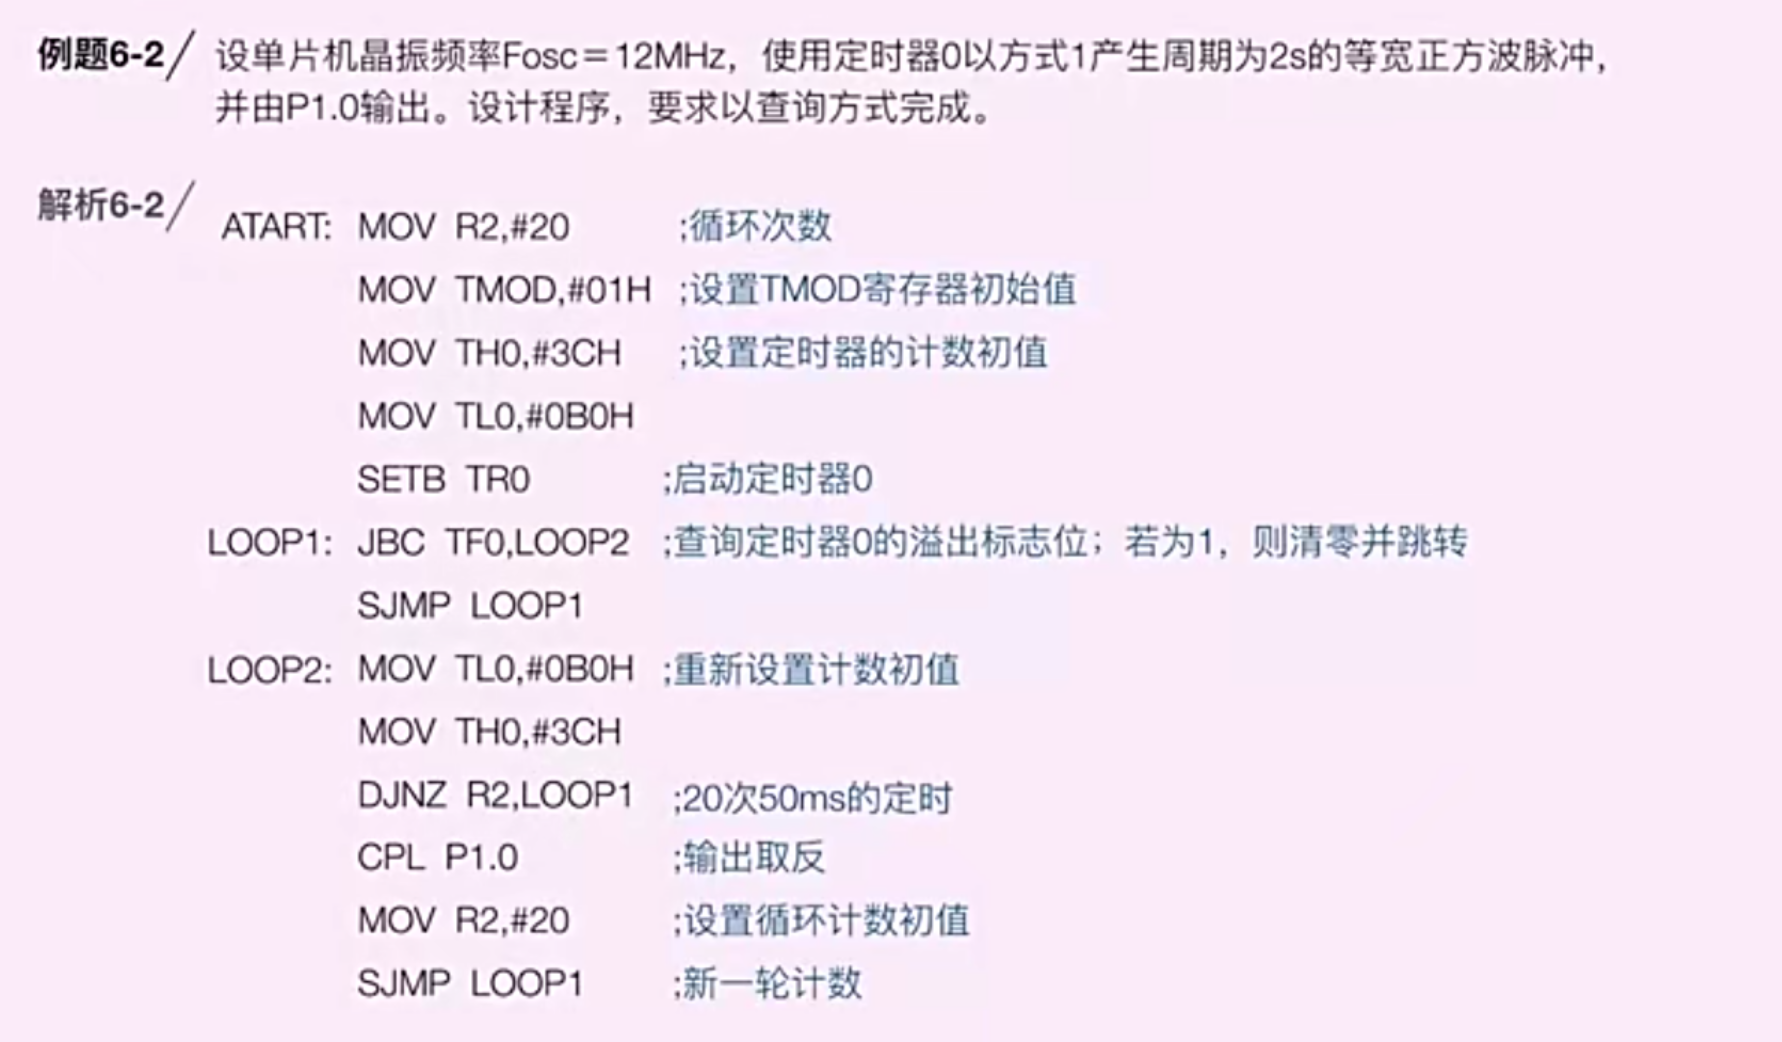 例题6-2/ 设单片机晶振频率Fosc=12MHz，使用定时器0以方式1产生周期为2s的等宽正方波脉冲，
并由P1.0输出。设计程序，要求以查询方式完成。
解析6-2/
ATART: MOV R2,#20 ;循环次数
MOV TMOD,#01H ;设置TMOD寄存器初始值
MOV TH0,#3CH ;设置定时器的计数初值
MOV TL0,#0B0H
SETB TR0 ;启动定时器0
LOOP1: JBC TF0,LOOP2 ;查询定时器0的溢出标志位；若为1，则清零并跳转
SJMP LOOP1
LOOP2: MOV TL0,#0B0H ;重新设置计数初值
MOV TH0,#3CH
DJNZ R2,LOOP1 ;20次50ms的定时
CPL P1.0 ;输出取反
MOV R2,#20 ;设置循环计数初值
SJMP LOOP1 ;新一轮计数